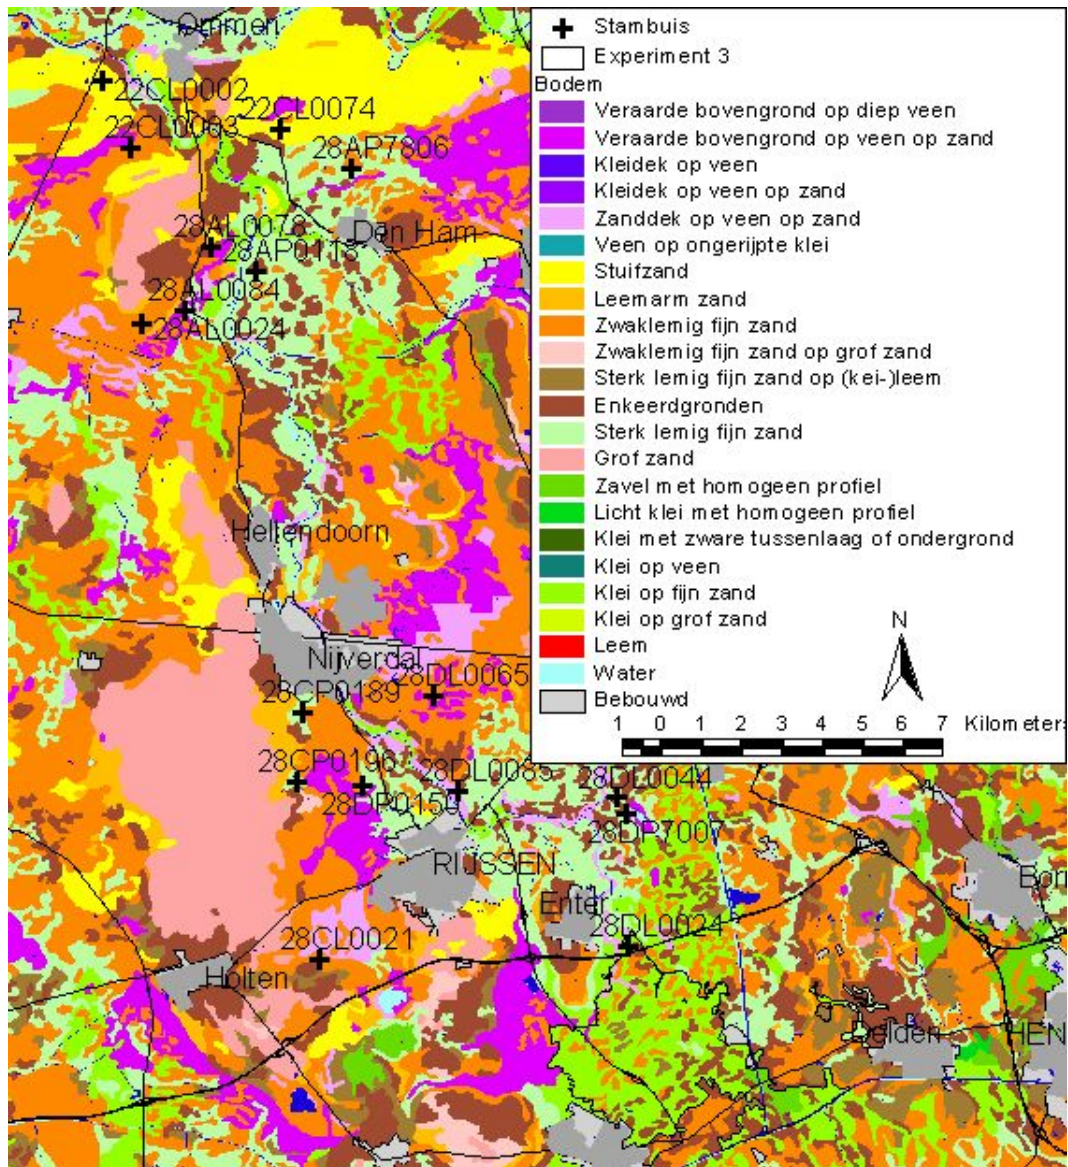 Ommen
22CL0002
22CL0003
22CL0074
28AP7806
28AL0078
Den Ham
28AP0118
28AL0084
28AL0024
Hellendoorn
Nijverdal
28DL0065
28CP0189
28CP0196
28DL0085
28DL0044
28DP0150
28DP7007
RIJSSEN
Enter
28DL0024
28CL0021
Holten
Delden
HEN
Stambuis
Experiment 3
Bodem
Veraarde bovengrond op diep veen
Veraarde bovengrond op veen op zand
Kleidek op veen
Kleidek op veen op zand
Zanddek op veen op zand
Veen op ongerijpte klei
Stuifzand
Leemarm zand
Zwaklemig fijn zand
Zwaklemig fijn zand op grof zand
Sterk lemig fijn zand op (kei-)leem
Enkeerdgronden
Sterk lemig fijn zand
Grof zand
Zavel met homogeen profiel
Licht klei met homogeen profiel
Klei met zware tussenlaag of ondergrond
Klei op veen
Klei op fijn zand
Klei op grof zand
Leem
Water
Bebouwd
N
1 0 1 2 3 4 5 6 7 Kilometers